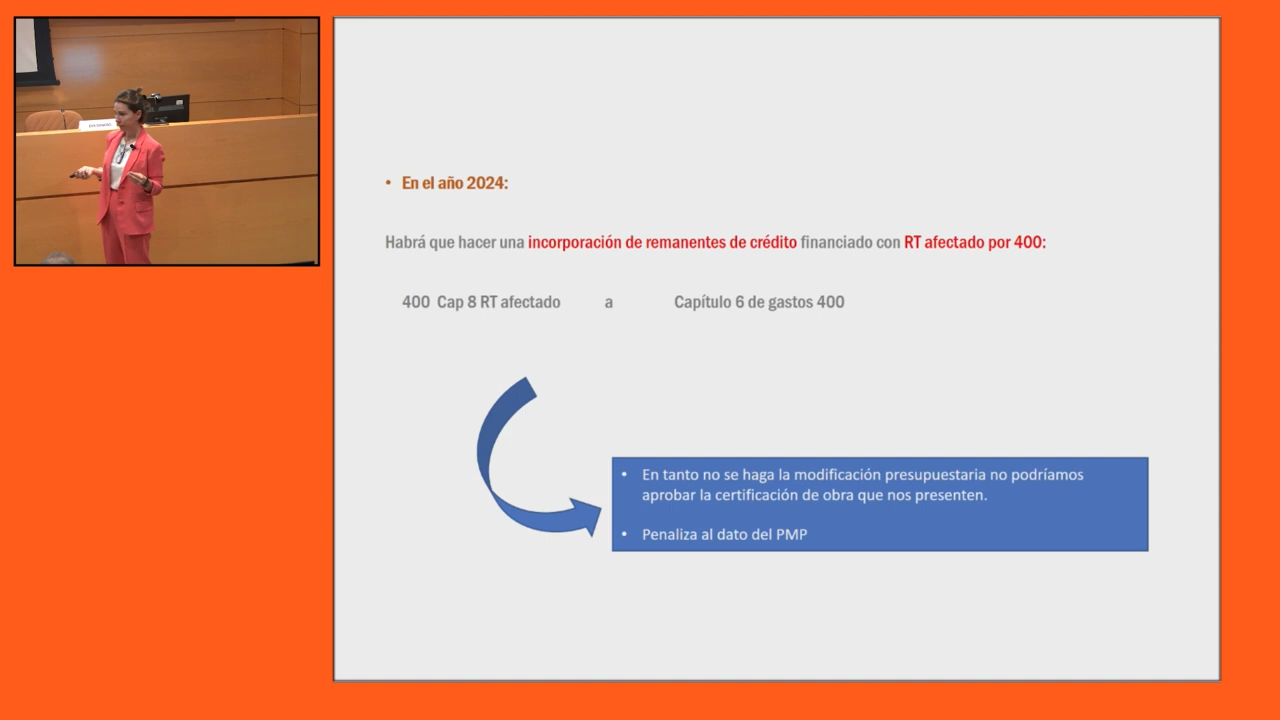 • En el año 2024:
Habrá que hacer una incorporación de remanentes de crédito financiado con RT afectado por 400:
400 Cap 8 RT afectado a Capítulo 6 de gastos 400
• En tanto no se haga la modificación presupuestaria no podríamos
aprobar la certificación de obra que nos presenten.
• Penaliza al dato del PMP